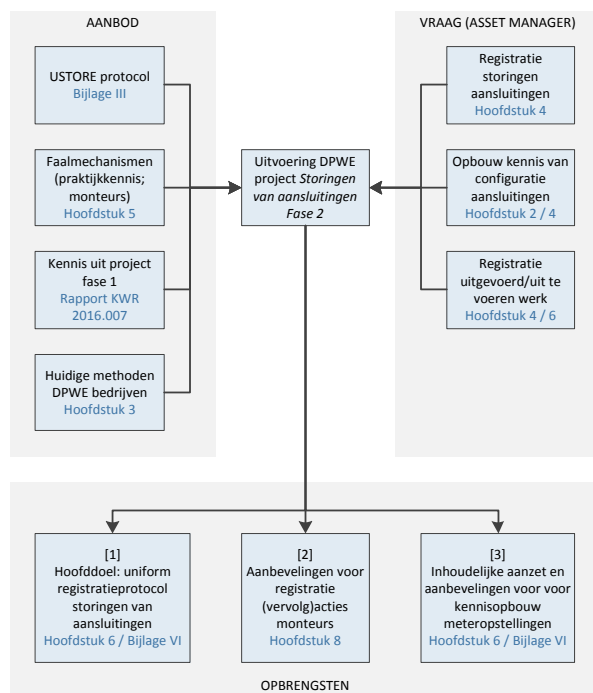 AANBOD
USTORE protocol
Bijlage III
Faalmechanismen
(praktijkkennis;
monteurs)
Hoofdstuk 5
Kennis uit project
fase 1
Rapport KWR
2016.007
Huidige methoden
DPWE bedrijven
Hoofdstuk 3
Uitvoering DPWE
project Storingen
van aansluitingen
Fase 2
VRAAG (ASSET MANAGER)
Registratie
storingen
aansluitingen
Hoofdstuk 4
Opbouw kennis van
configuratie
aansluitingen
Hoofdstuk 2 / 4
Registratie
uitgevoerd/uit te
voeren werk
Hoofdstuk 4 / 6
[1]
Hoofddoel: uniform
registratieprotocol
storingen van
aansluitingen
Hoofdstuk 6 / Bijlage VI
[2]
Aanbevelingen voor
registratie
(vervolg)acties
monteurs
Hoofdstuk 8
[3]
Inhoudelijke aanzet en
aanbevelingen voor voor
kennisopbouw
meteropstellingen
Hoofdstuk 6 / Bijlage VI
OPBRENGSTEN